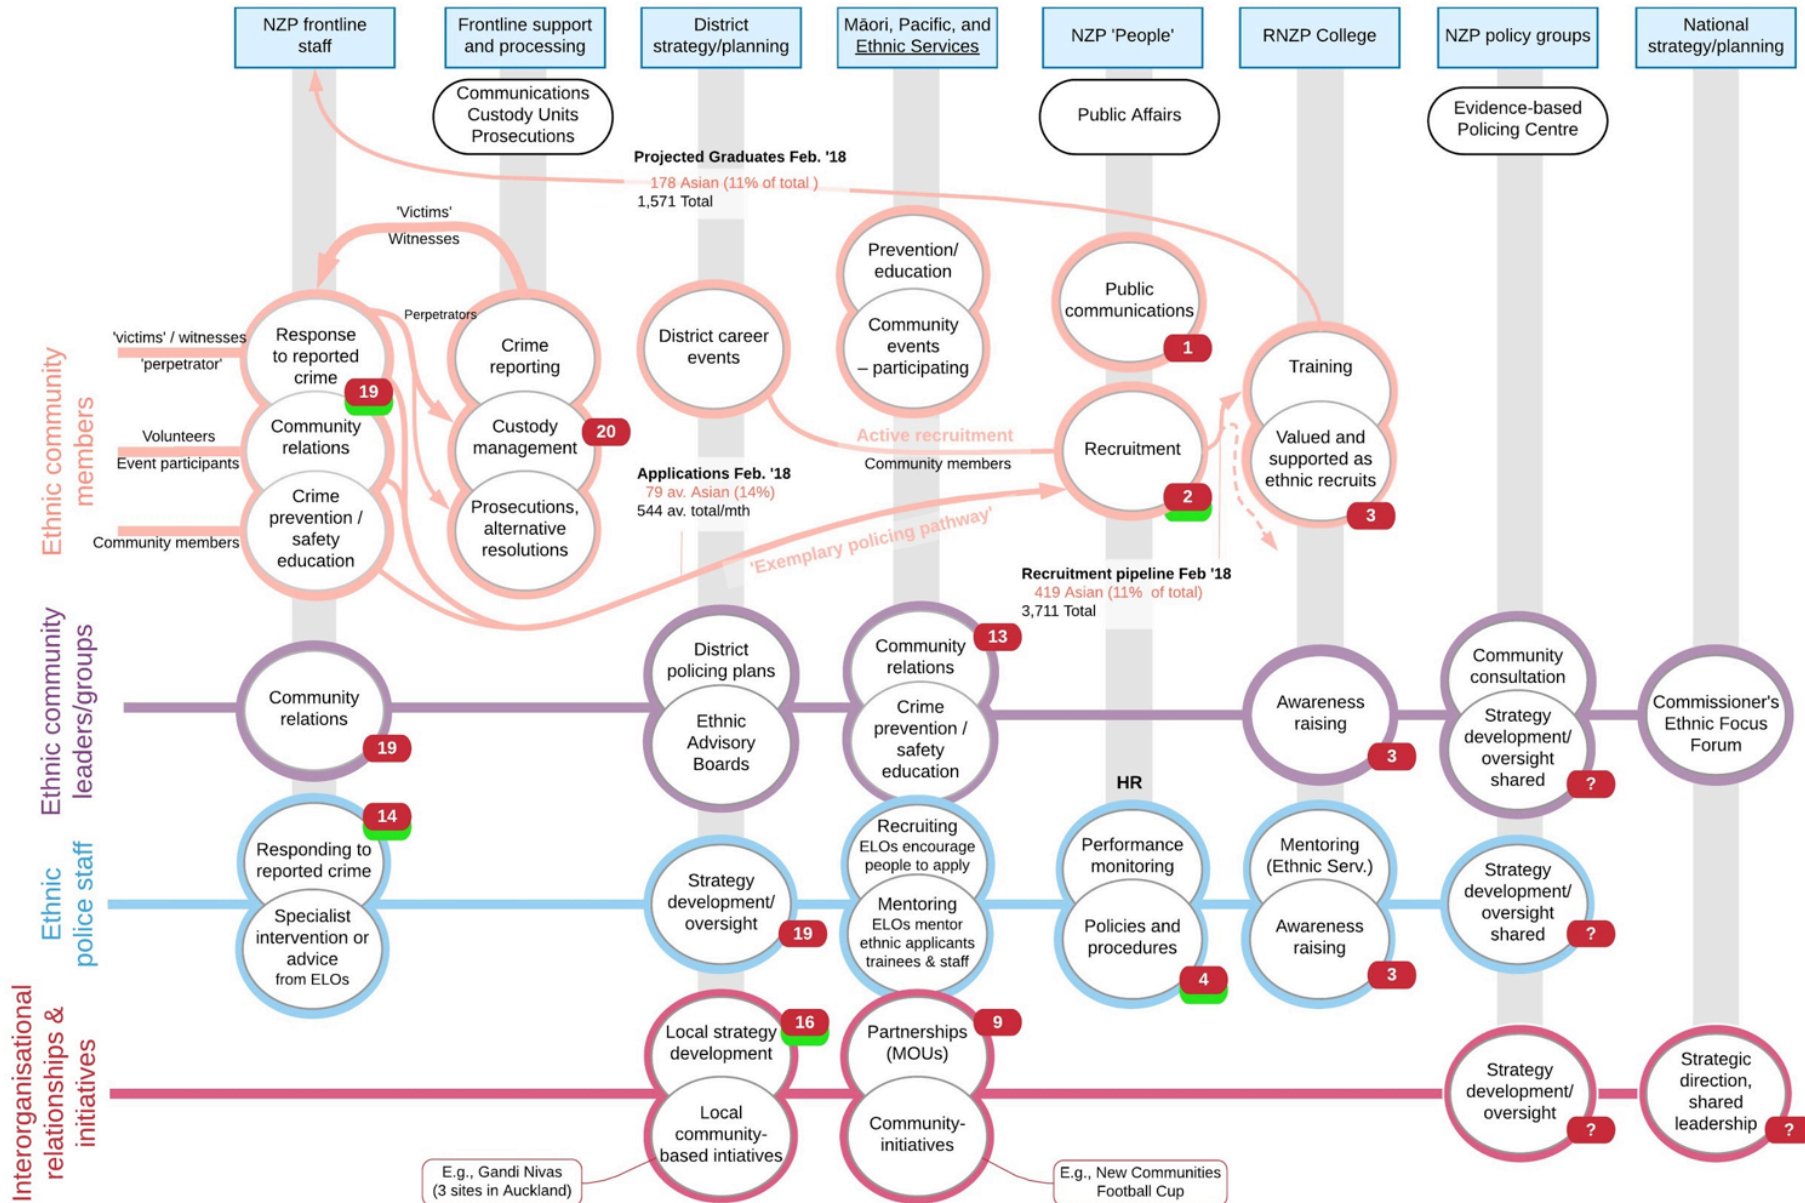 NZP frontline
staff
Frontline support
and processing
District
strategy/planning
Māori, Pacific, and
Ethnic Services
NZP 'People'
RNZP College
NZP policy groups
National
strategy/planning
Communications
Custody Units
Prosecutions
Public Affairs
Evidence-based
Policing Centre
Projected Graduates Feb. '18
178 Asian (11% of total )
1,571 Total
Ethnic community
members
'Victims'
Witnesses
Perpetrators
'victims' / witnesses
'perpetrator'
Volunteers
Event participants
Community members
Response
to reported
crime
19
Community
relations
Crime
prevention /
safety
education
Crime
reporting
Custody
management
20
Prosecutions,
alternative
resolutions
District career
events
Prevention/
education
Community
events
– participating
Public
communications
1
Active recruitment
Community members
Recruitment
2
Training
Valued and
supported as
ethnic recruits
3
Applications Feb. '18
79 av. Asian (14%)
544 av. total/mth
'Exemplary policing pathway'
Recruitment pipeline Feb '18
419 Asian (11% of total)
3,711 Total
Ethnic community
leaders/groups
Community
relations
19
District
policing plans
Ethnic
Advisory
Boards
Community
relations
13
Crime
prevention /
safety
education
Awareness
raising
3
Community
consultation
Strategy
development/
oversight
shared
?
Commissioner's
Ethnic Focus
Forum
HR
Ethnic
police staff
14
Responding to
reported crime
Specialist
intervention or
advice
from ELOs
Strategy
development/
oversight
19
Recruiting
ELOs encourage
people to apply
Mentoring
ELOs mentor
ethnic applicants
trainees & staff
Performance
monitoring
Policies and
procedures
4
Mentoring
(Ethnic Serv.)
Awareness
raising
3
Strategy
development/
oversight
shared
?
Interorganisational
relationships &
initiatives
Local strategy
development
16
Local
community-
based intiatives
Partnerships
(MOUs)
9
Community-
initiatives
Strategy
development/
oversight
?
Strategic
direction,
shared
leadership
?
E.g., Gandi Nivas
(3 sites in Auckland)
E.g., New Communities
Football Cup